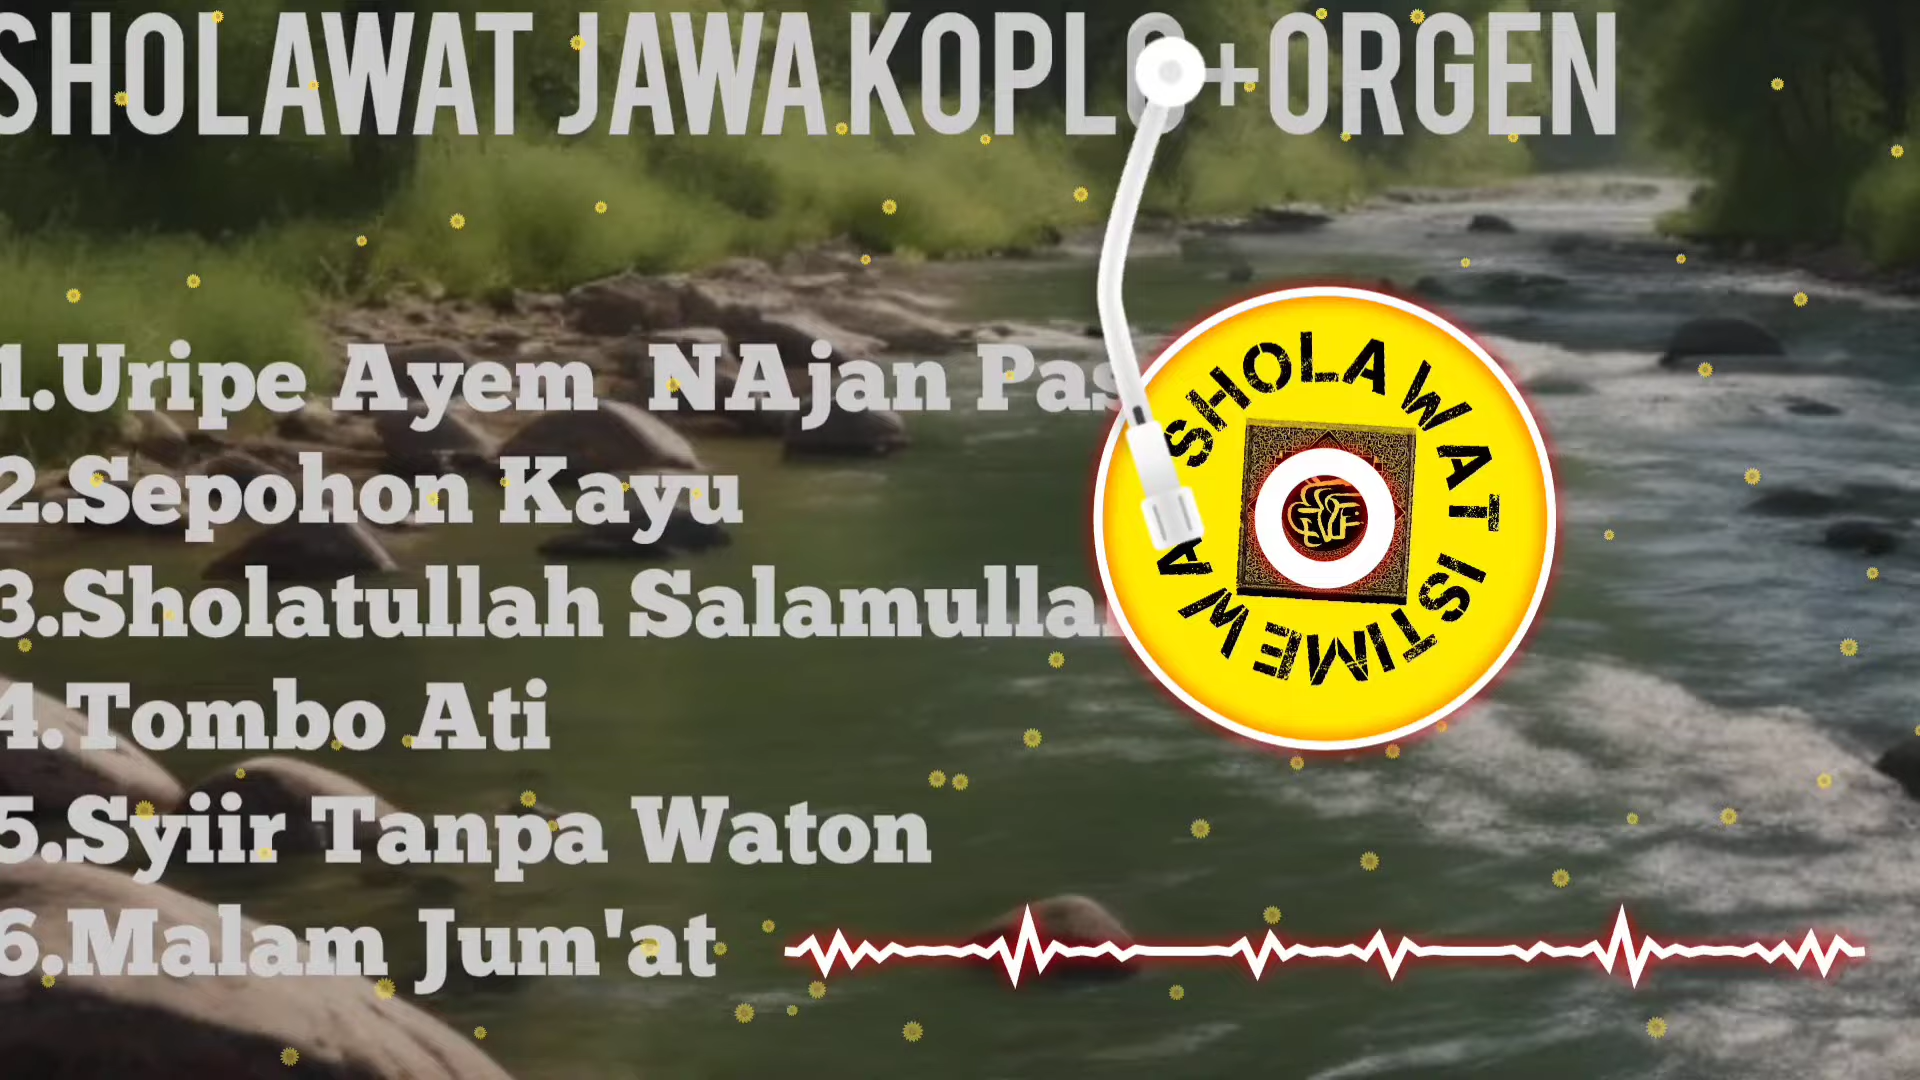 SHOLAWAT JAWA KOPLO+ORGEN
1.Uripe Ayem NAjan Pas
2.Sepohon Kayu
3.Sholatullah Salamulla
4.Tombo Ati
5.Syiir Tanpa Waton
6.Malam Jum'at
SHOLAWAT ISTIMEWA